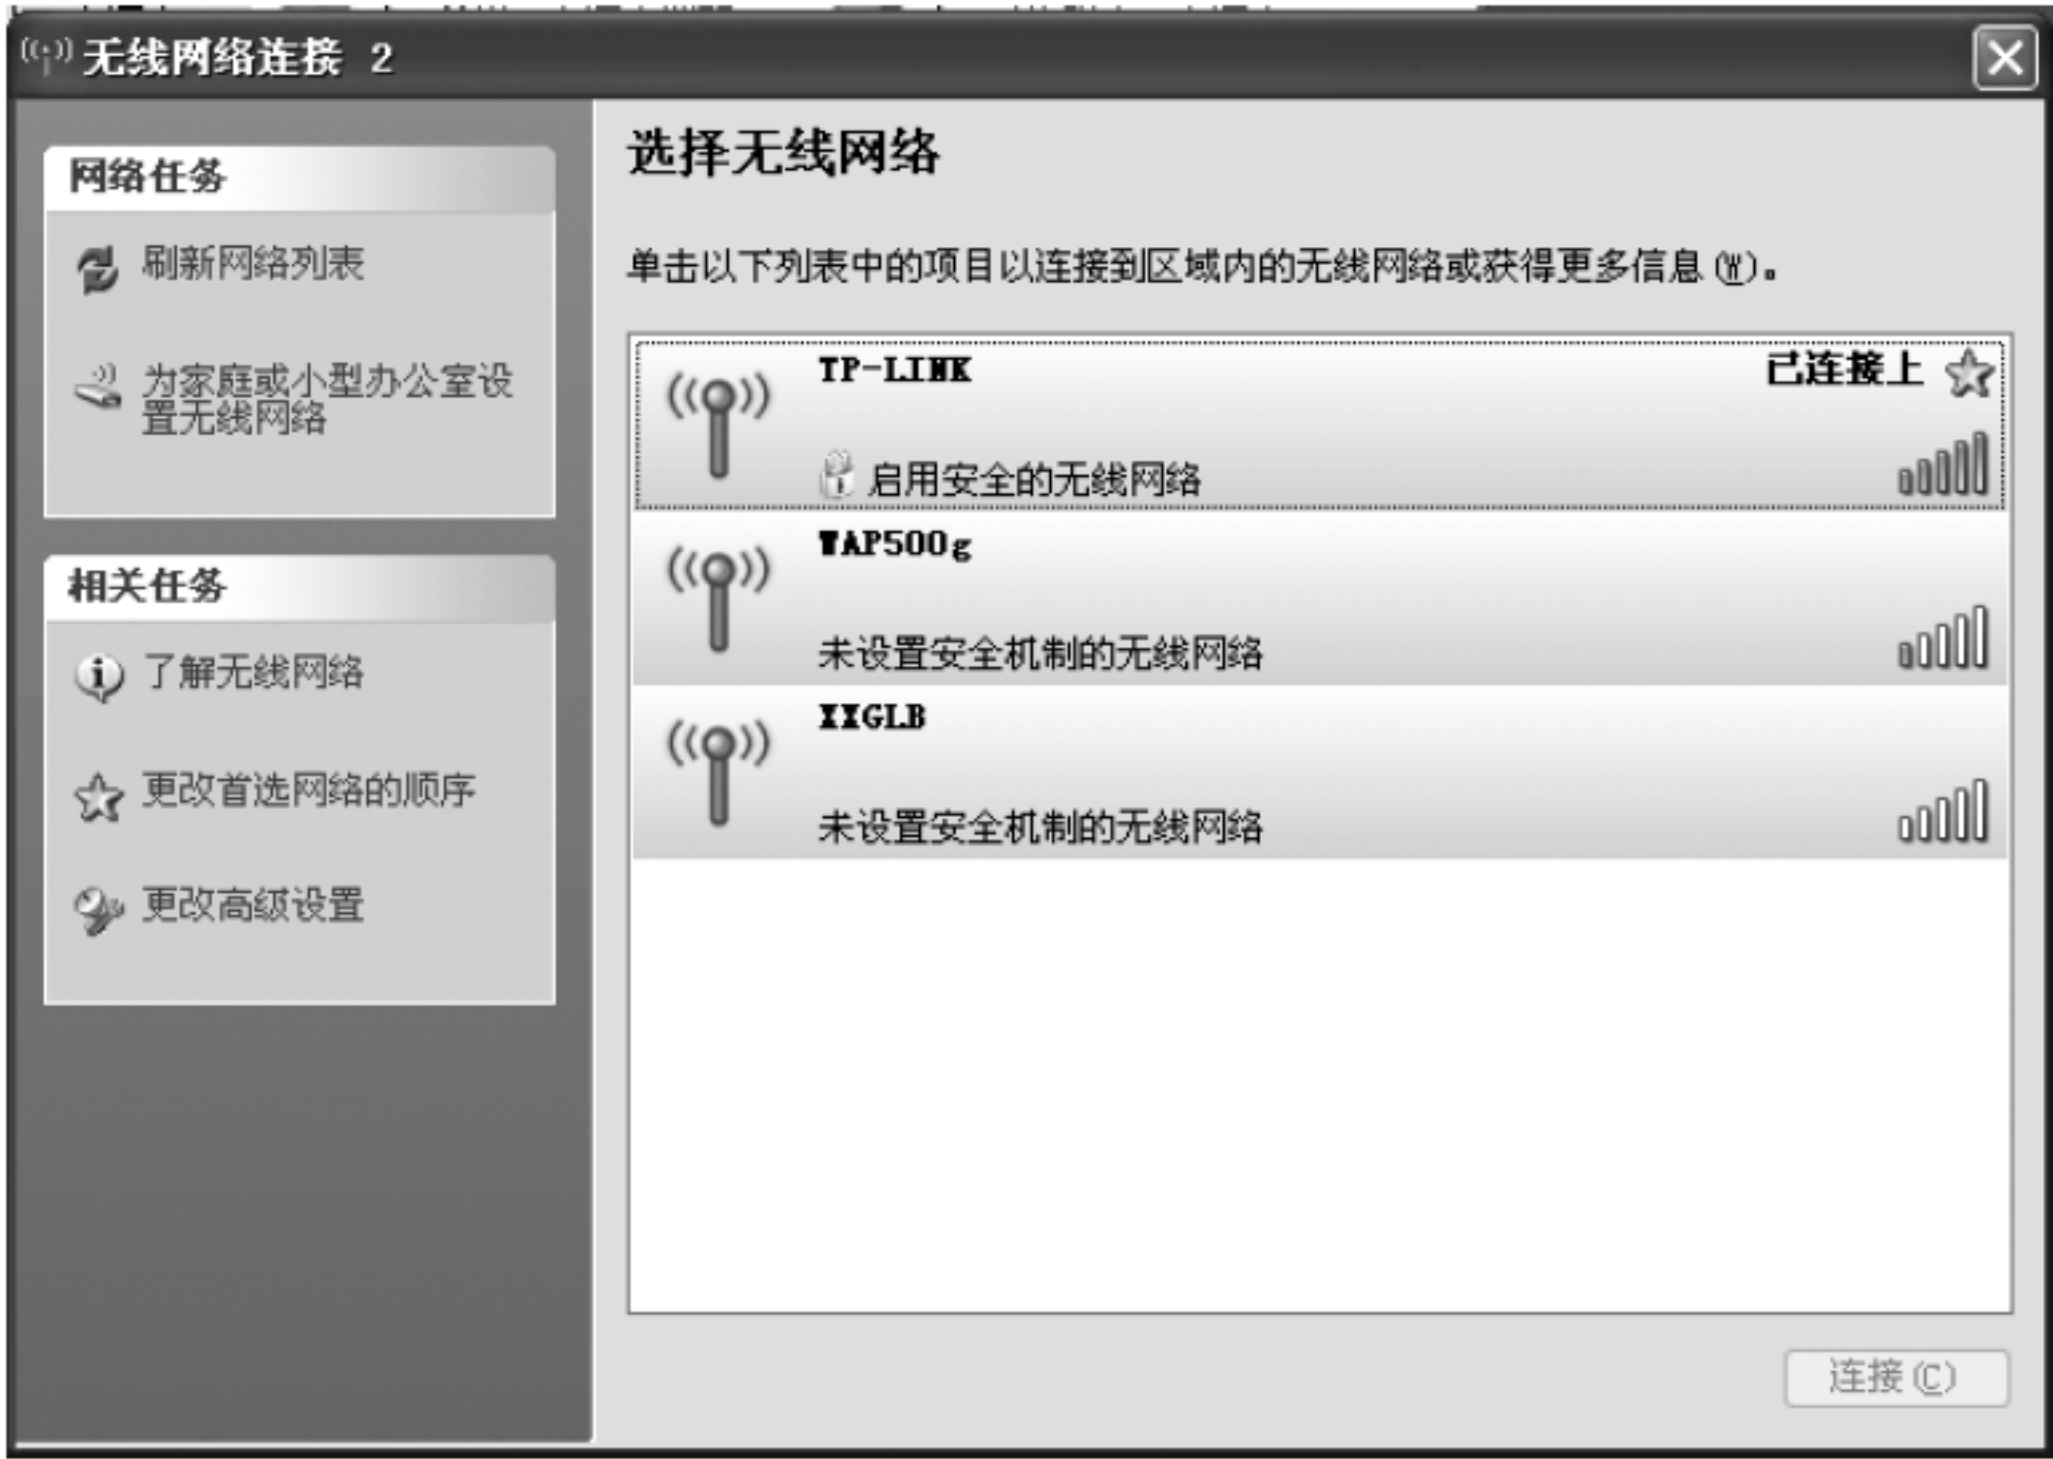 无线网络连接 2
网络任务
刷新网络列表
为家庭或小型办公室设
置无线网络
相关任务
了解无线网络
更改首选网络的顺序
更改高级设置
选择无线网络
单击以下列表中的项目以连接到区域内的无线网络或获得更多信息(W)。
TP-LINK 已连接上
启用安全的无线网络
WAP500g
未设置安全机制的无线网络
XXGLB
未设置安全机制的无线网络
连接(C)